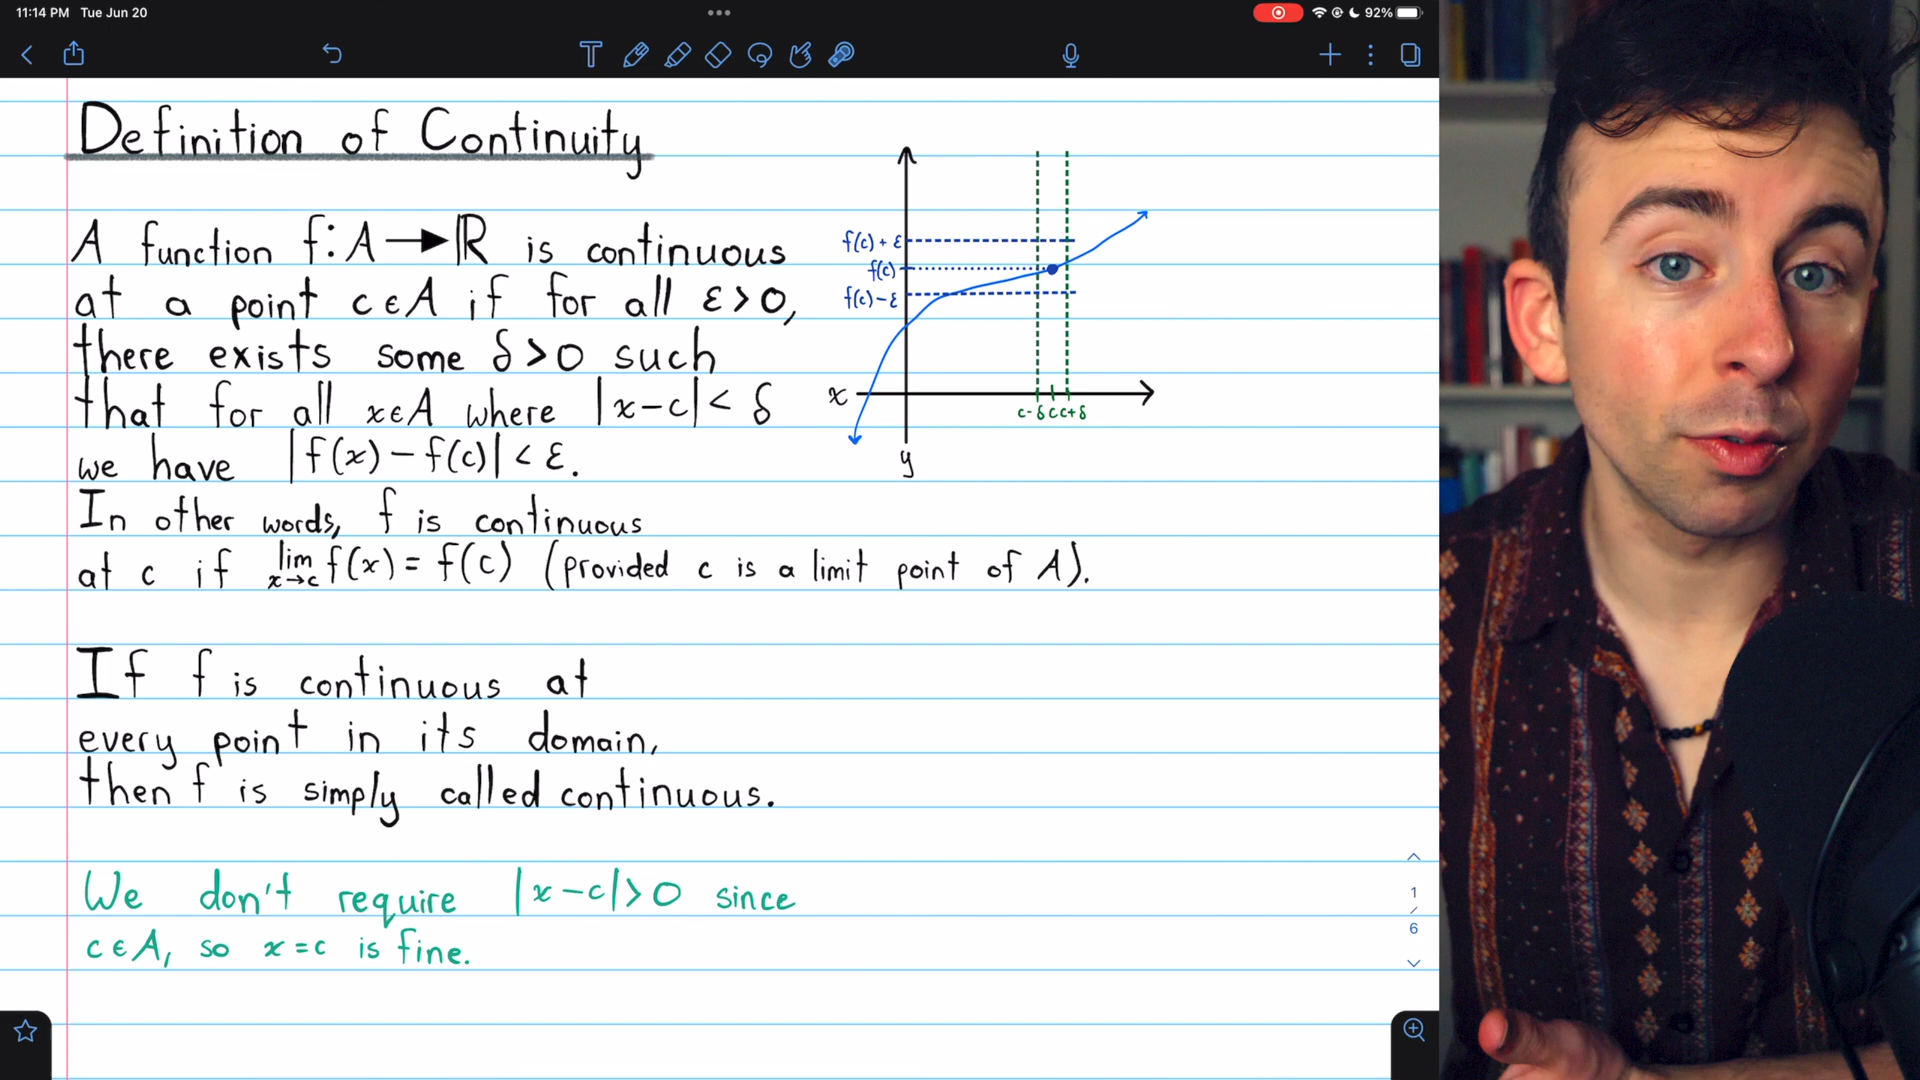 11:14 PM Tue Jun 20
92%
Definition of Continuity
A function f: A→ℝ is continuous
at a point c∈A if for all ε>0,
there exists some δ>0 such
that for all x∈A where |x-c|<δ
we have |f(x)-f(c)|<ε.
In other words, f is continuous
at c if lim x→c f(x)=f(c) (provided c is a limit point of A).
f(c)+ε
f(c)
f(c)-ε
x
c-δ c c+δ
y
If f is continuous at
every point in its domain,
then f is simply called continuous.
We don't require |x-c|>0 since
c∈A, so x=c is fine.
1
/
6